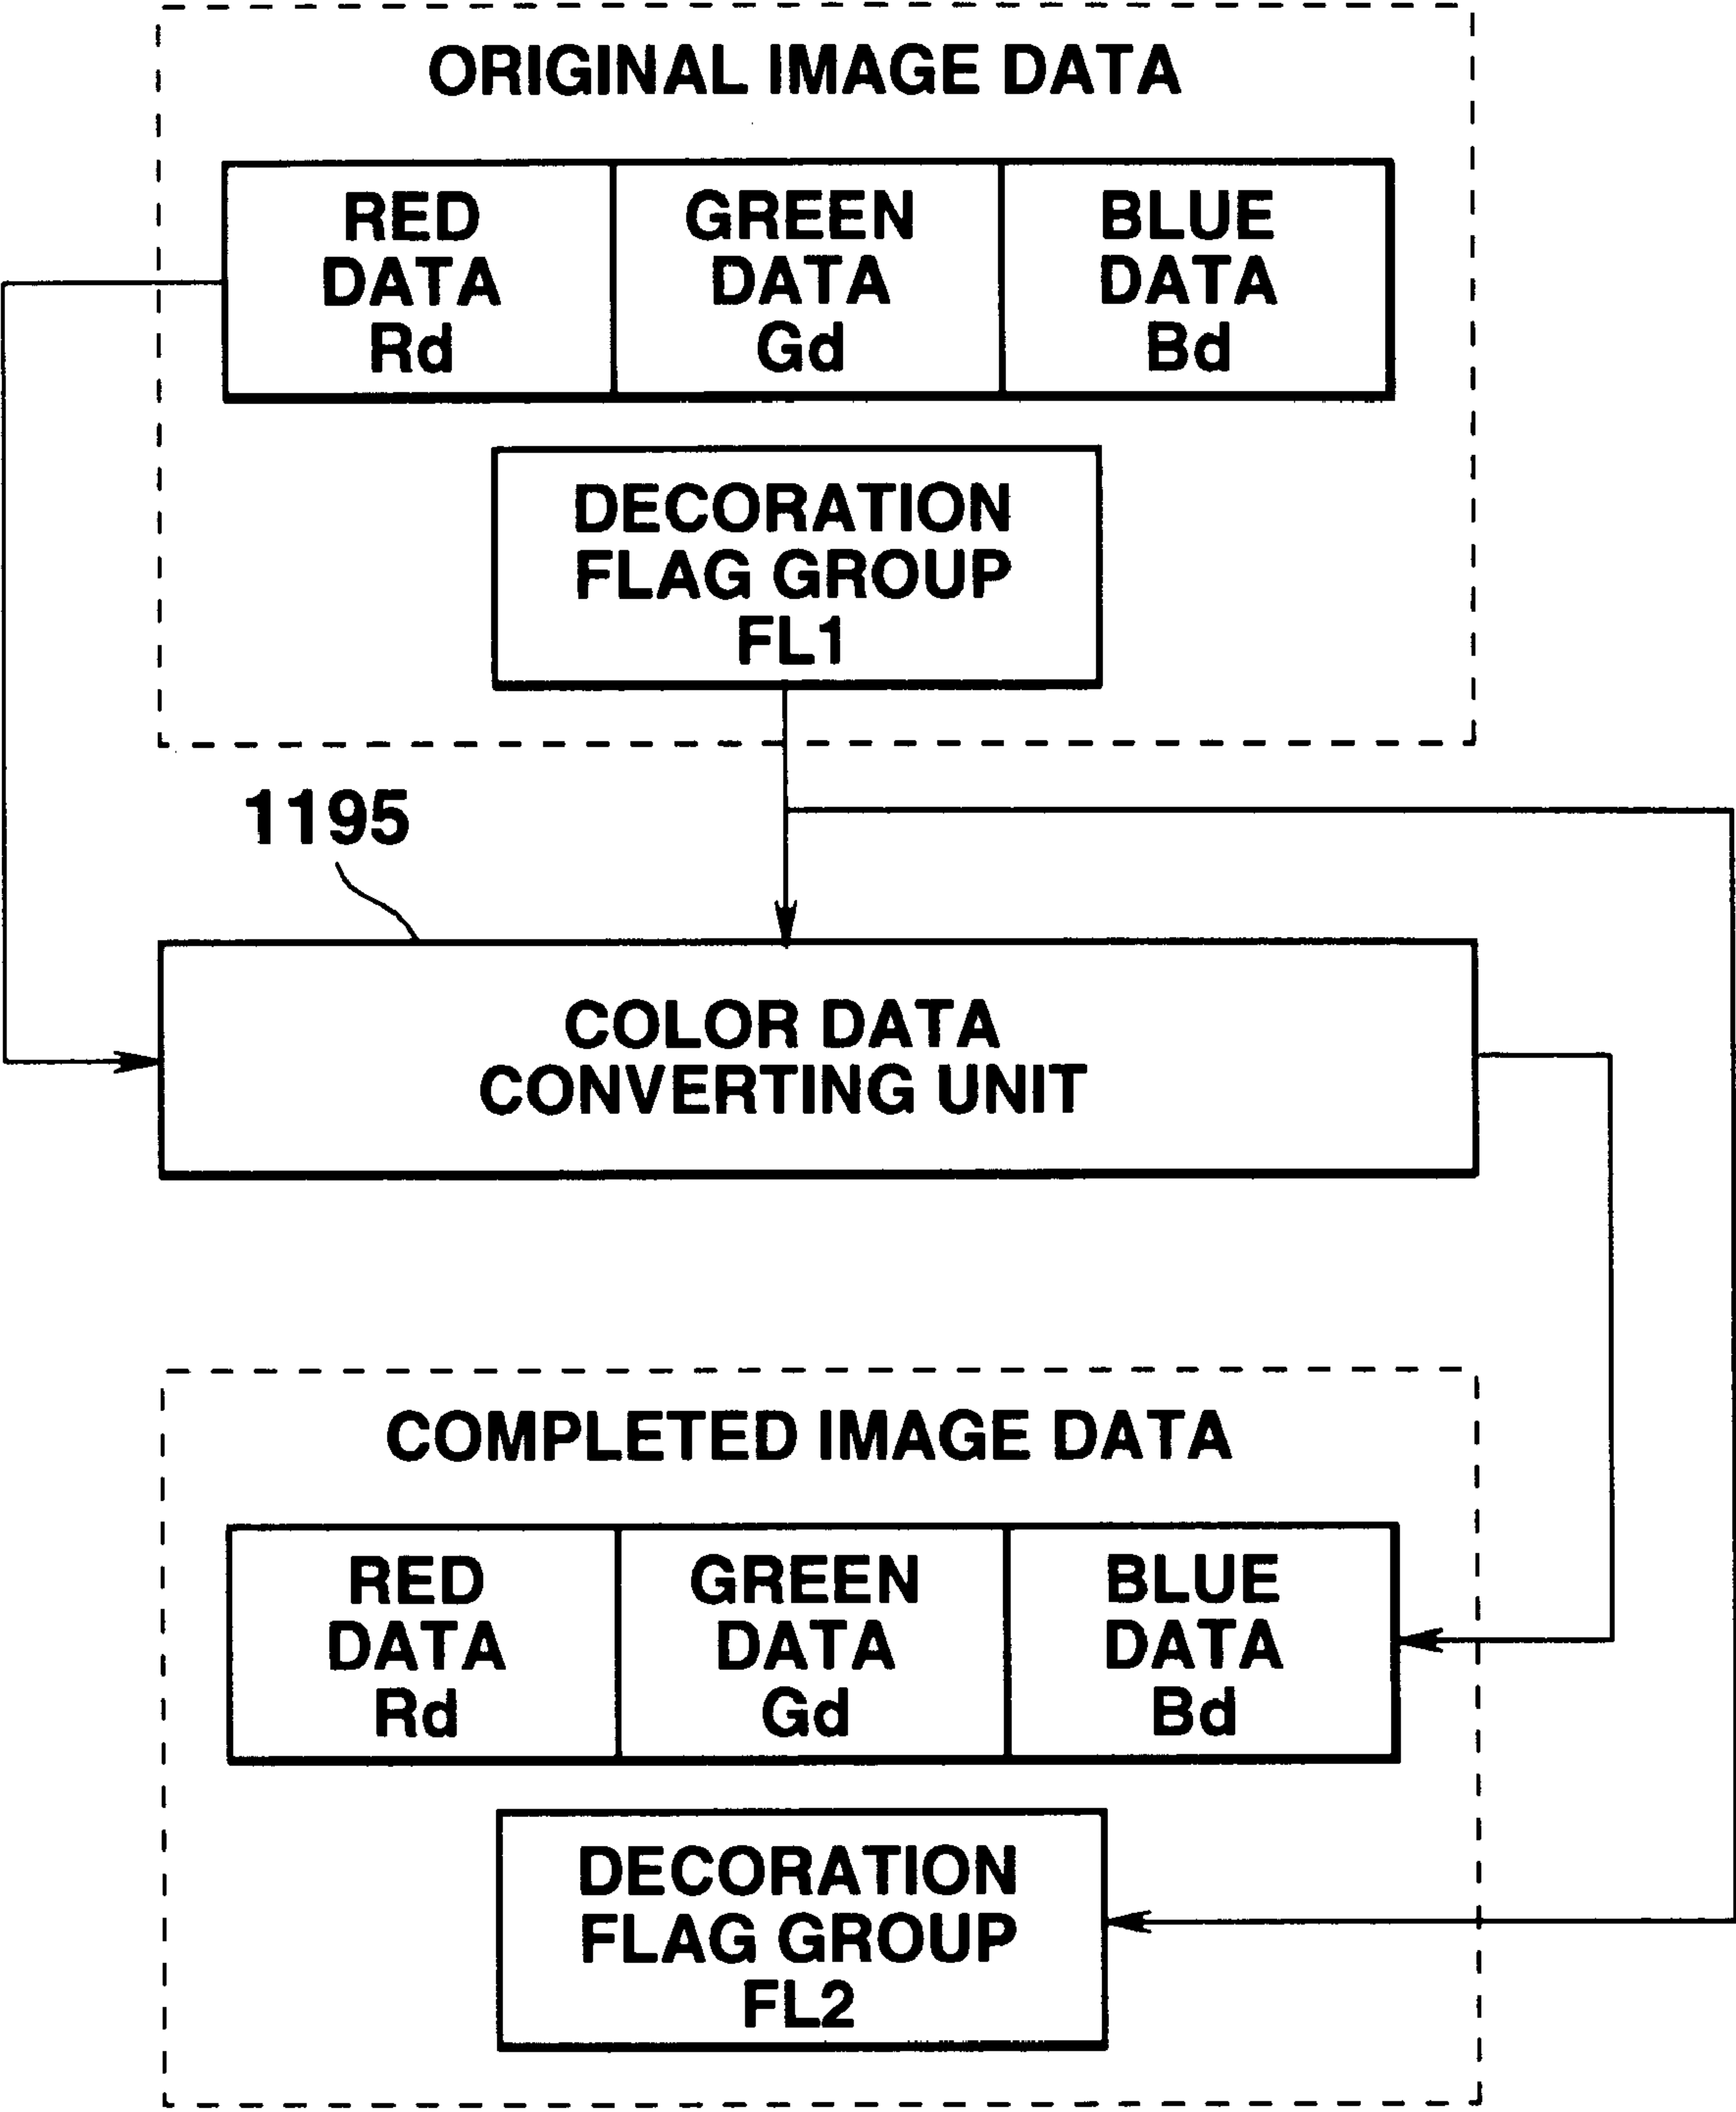 ORIGINAL IMAGE DATA
RED
DATA
Rd
GREEN
DATA
Gd
BLUE
DATA
Bd
DECORATION
FLAG GROUP
FL1
1195
COLOR DATA
CONVERTING UNIT
COMPLETED IMAGE DATA
RED
DATA
Rd
GREEN
DATA
Gd
BLUE
DATA
Bd
DECORATION
FLAG GROUP
FL2